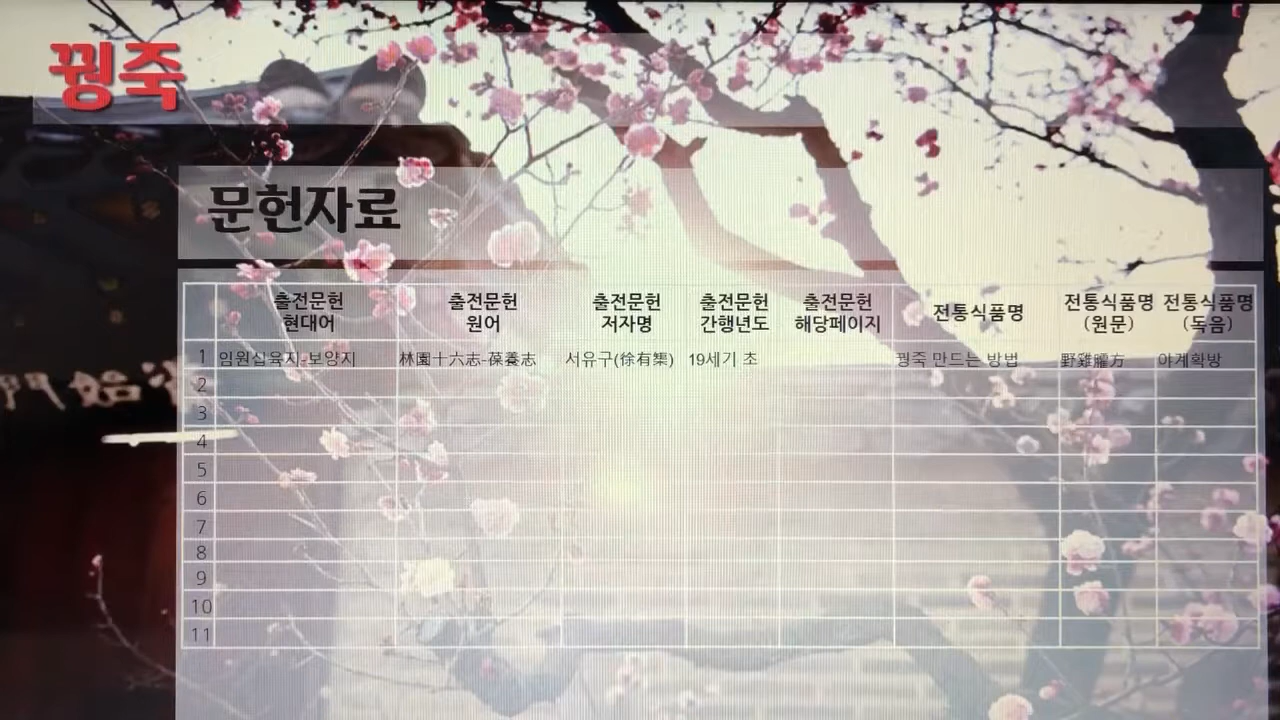 꿩죽
문헌자료
출전문헌 현대어 출전문헌 원어 출전문헌 저자명 출전문헌 간행년도 출전문헌 해당페이지 전통식품명 전통식품명 (원문) 전통식품명 (독음)
1 임원십육지-보양지 林園十六志-葆養志 서유구(徐有榘) 19세기 초 꿩죽 만드는 방법 野雞臛方 야계확방
2
3
4
5
6
7
8
9
10
11